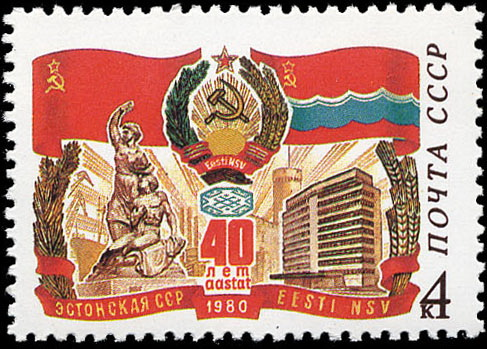 Eesti NSV
40
лет
aastat
ЭСТОНСКАЯ ССР 1980 EESTI NSV
ПОЧТА СССР
4
к